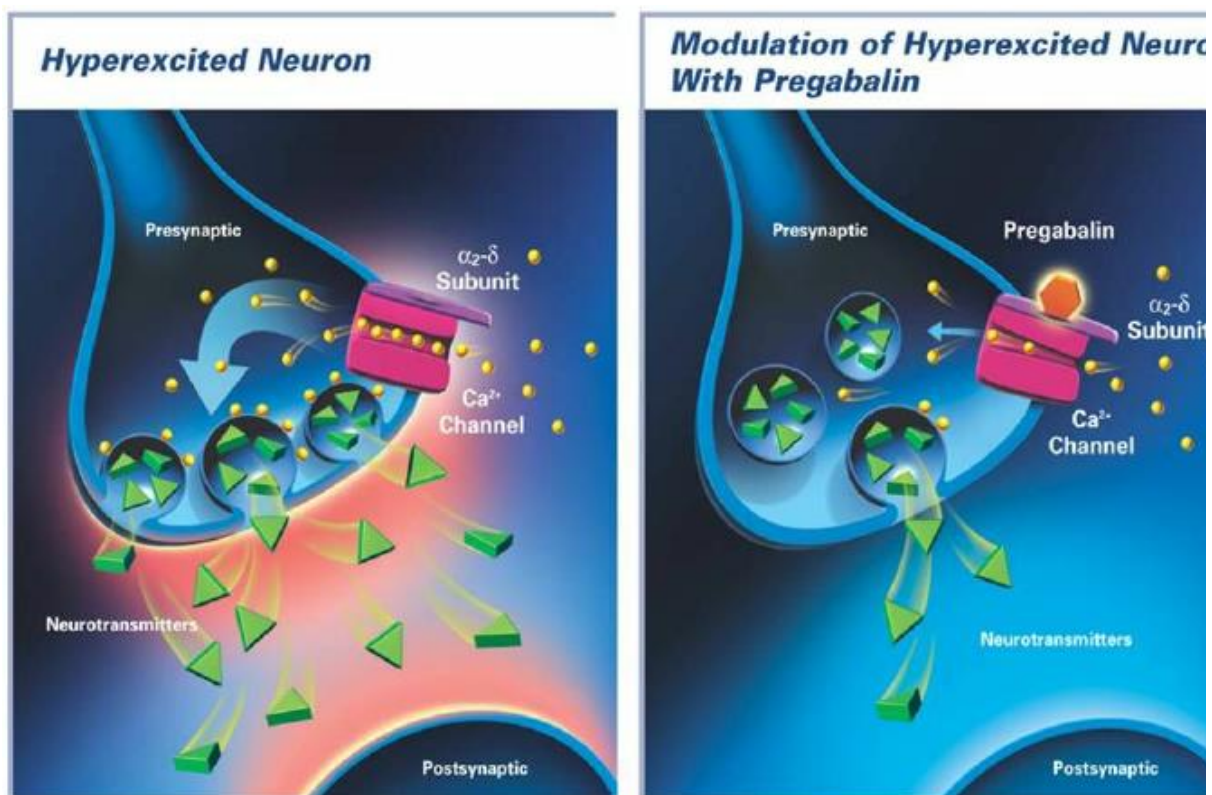 Hyperexcited Neuron
Presynaptic
α₂-δ
Subunit
Ca²⁺
Channel
Neurotransmitters
Postsynaptic
Modulation of Hyperexcited Neuro
With Pregabalin
Presynaptic
Pregabalin
α₂-δ
Subunit
Ca²⁺
Channel
Neurotransmitters
Postsynaptic